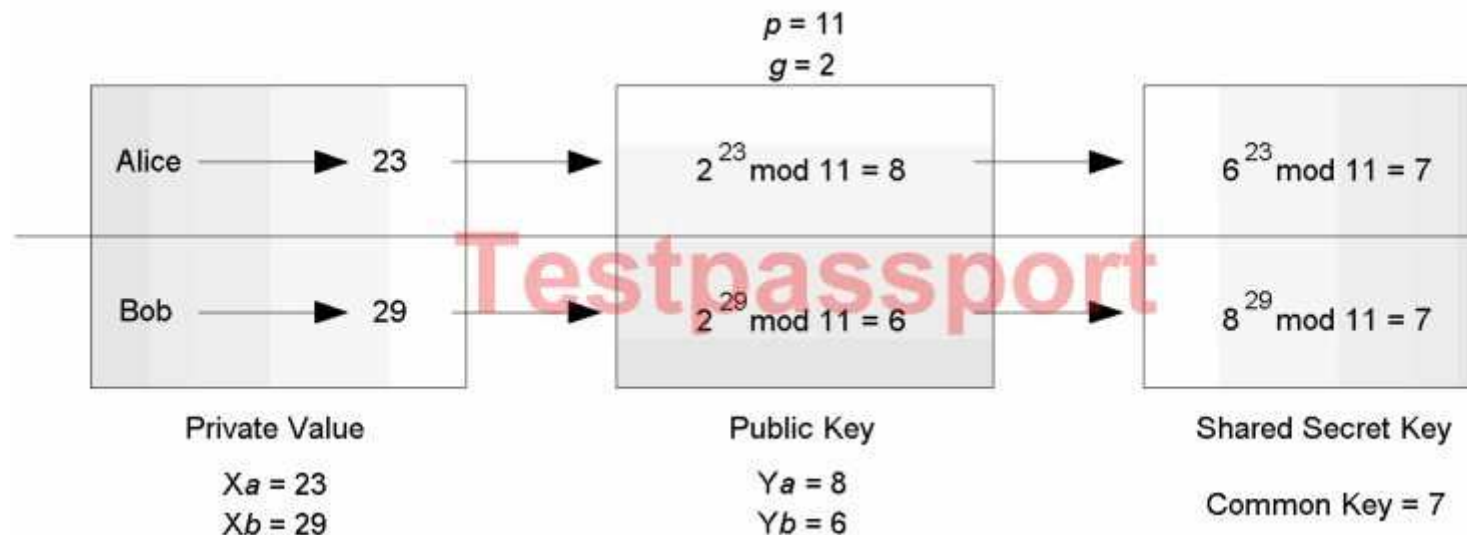 p = 11
g = 2
Alice 23 2^23 mod 11 = 8 6^23 mod 11 = 7
Testpassport
Bob 29 2^29 mod 11 = 6 8^29 mod 11 = 7
Private Value Public Key Shared Secret Key
Xa = 23 Ya = 8
Common Key = 7
Xb = 29 Yb = 6